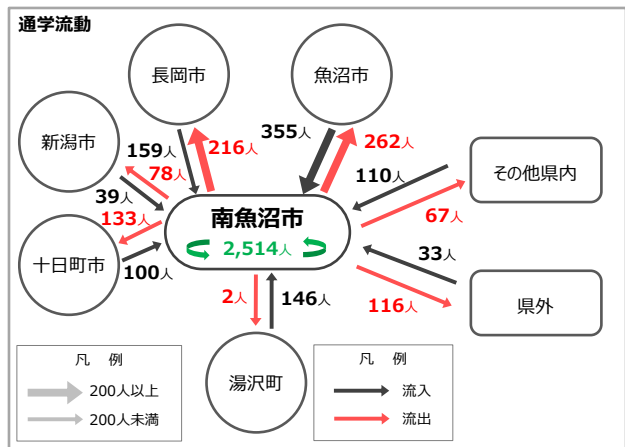 通学流動
長岡市
魚沼市
新潟市
159人
216人
355人
262人
78人
39人
133人
110人
その他県内
67人
南魚沼市
2,514人
十日町市
100人
33人
116人
県外
2人
146人
湯沢町
凡 例
200人以上
200人未満
凡 例
流入
流出